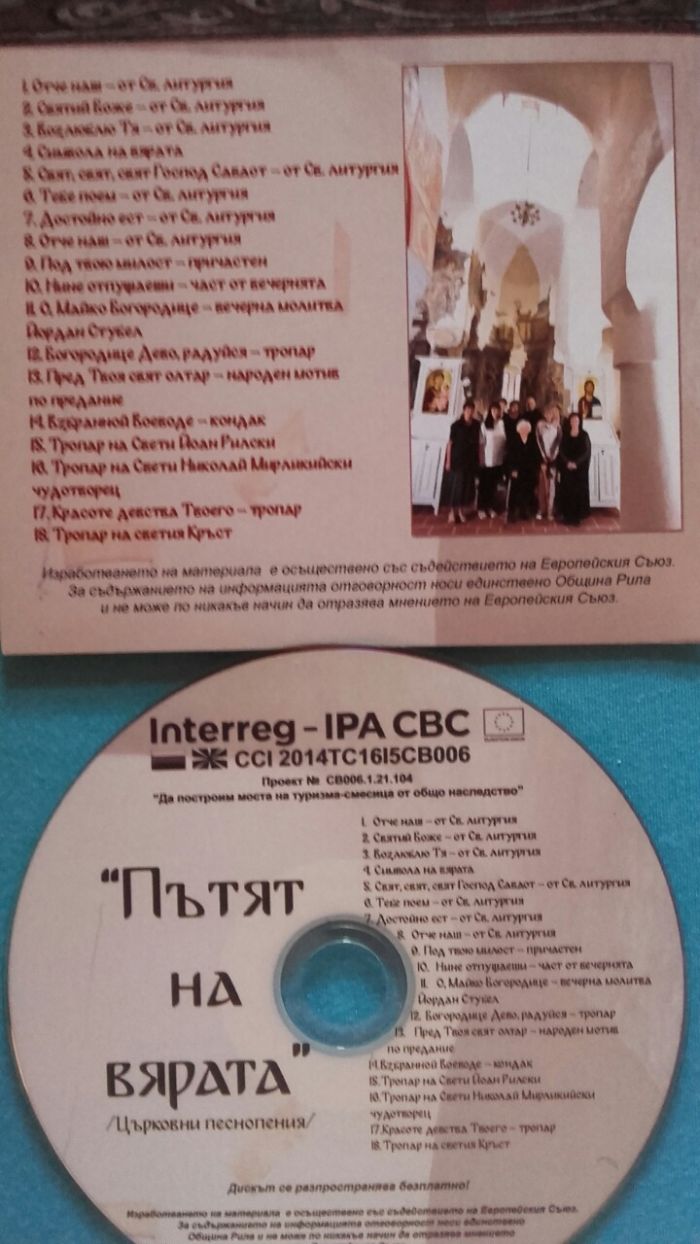 1. Отче наш – от Св. литургия
2. Святий Боже – от Св. литургия
3. Возлюблю Тя – от Св. литургия
4. Символа на вярата
5. Свят, свят, свят Господ Саваот – от Св. литургия
6. Тебе поем – от Св. литургия
7. Достойно ест – от Св. литургия
8. Отче наш – от Св. литургия
9. Под твою милост – причастен
10. Нине отпущаеши – част от вечернята
11. О, Майко Богородице – вечерна молитва
Йордан Стубел
12. Богородице Дево, радуйся – тропар
13. Пред Твоя свят олтар – народен мотив
по предание
14. Взбранной Воеводе – кондак
15. Тропар на Свети Йоан Рилски
16. Тропар на Свети Николай Мирликийски
чудотворец
17. Красоте девства Твоего – тропар
18. Тропар на светия Кръст
Изработването на материала е осъществено със съдействието на Европейския Съюз.
За съдържанието на информацията отговорност носи единствено Община Рила
и не може по никакъв начин да отразява мнението на Европейския Съюз.
Interreg - IPA CBC
CCI 2014TC16I5CB006
Проект № CB006.1.21.104
"Да построим моста на туризма-смесица от общо наследство"
"Пътят
на
вярата"
/Църковни песнопения/
1. Отче наш – от Св. литургия
2. Святий Боже – от Св. литургия
3. Возлюблю Тя – от Св. литургия
4. Символа на вярата
5. Свят, свят, свят Господ Саваот – от Св. литургия
6. Тебе поем – от Св. литургия
7. Достойно ест – от Св. литургия
8. Отче наш – от Св. литургия
9. Под твою милост – причастен
10. Нине отпущаеши – част от вечернята
11. О, Майко Богородице – вечерна молитва
Йордан Стубел
12. Богородице Дево, радуйся – тропар
13. Пред Твоя свят олтар – народен мотив
по предание
14. Взбранной Воеводе – кондак
15. Тропар на Свети Йоан Рилски
16. Тропар на Свети Николай Мирликийски
чудотворец
17. Красоте девства Твоего – тропар
18. Тропар на светия Кръст
Дискът се разпространява безплатно!
Изработването на материала е осъществено със съдействието на Европейския Съюз.
За съдържанието на информацията отговорност носи единствено
Община Рила и не може по никакъв начин да отразява мнението